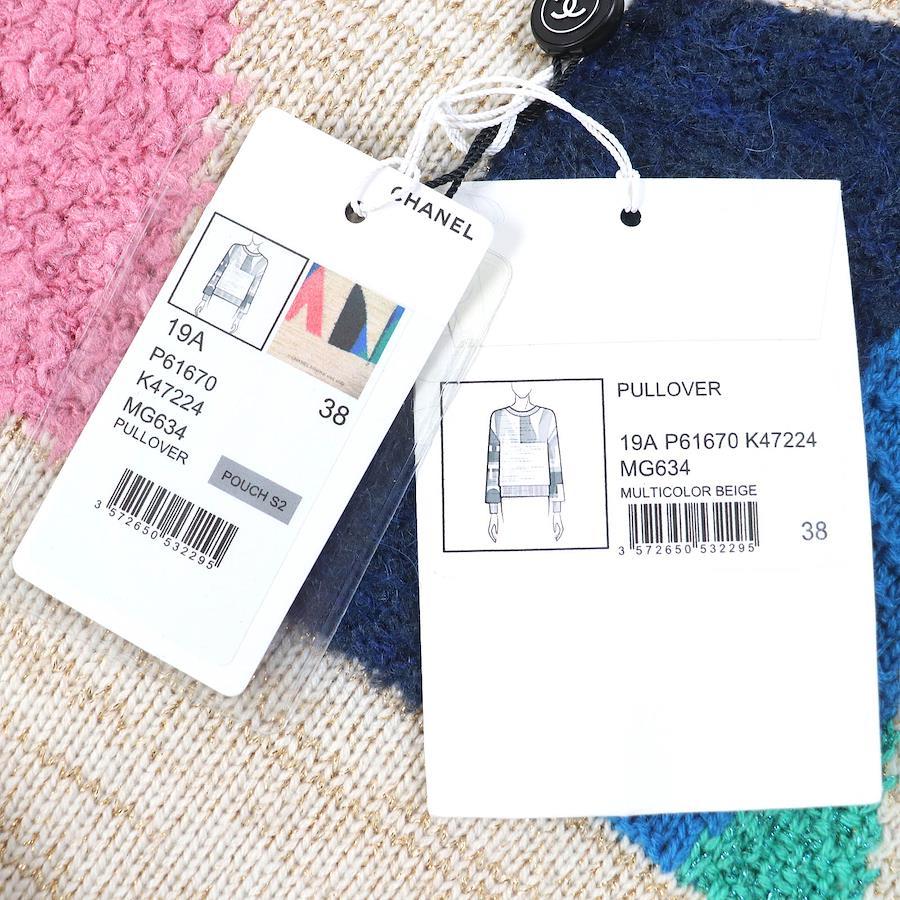 CHANEL
19A
P61670
K47224
MG634
PULLOVER
38
POUCH S2
3 572650 532295
PULLOVER
19A P61670 K47224
MG634
MULTICOLOR BEIGE
3 572650 532295
38